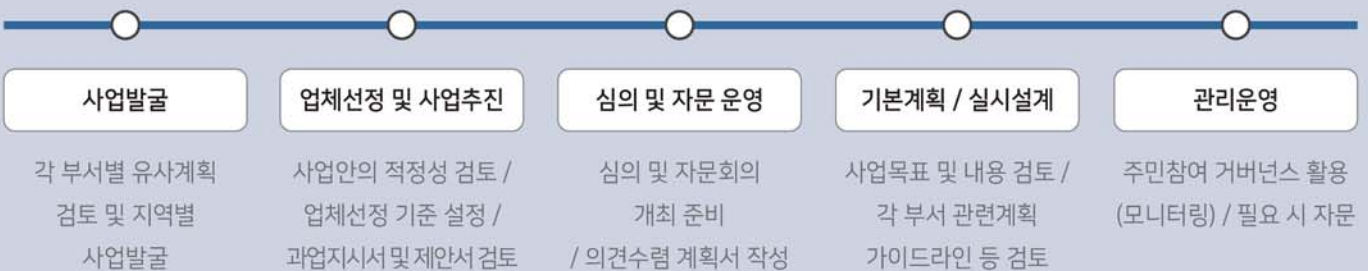 사업발굴
각 부서별 유사계획
검토 및 지역별
사업발굴
업체선정 및 사업추진
사업안의 적정성 검토 /
업체선정 기준 설정 /
과업지시서 및 제안서 검토
심의 및 자문 운영
심의 및 자문회의
개최 준비
/ 의견수렴 계획서 작성
기본계획 / 실시설계
사업목표 및 내용 검토 /
각 부서 관련계획
가이드라인 등 검토
관리운영
주민참여 거버넌스 활용
(모니터링) / 필요 시 자문